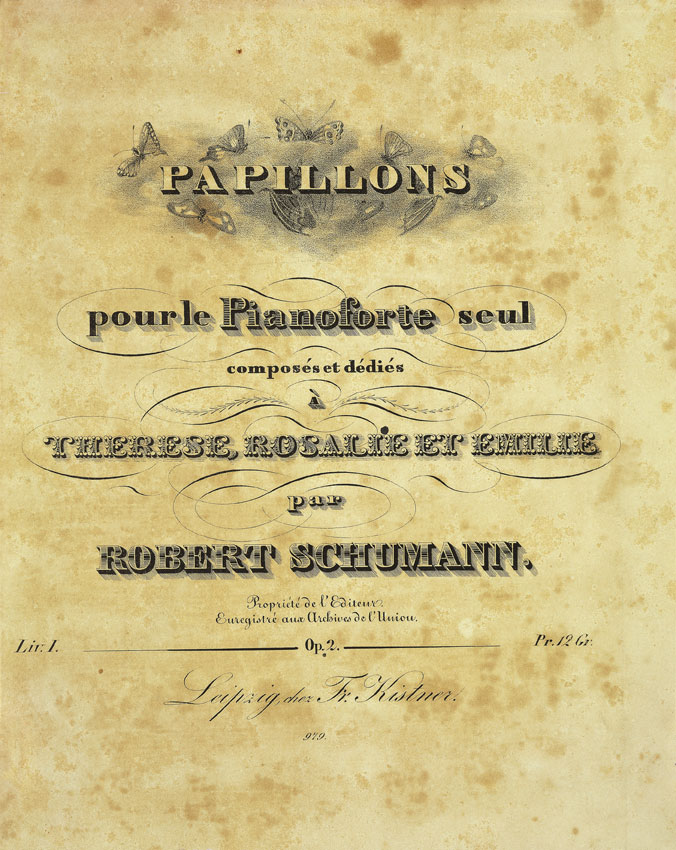 PAPILLONS
pour le Pianoforte seul
composés et dédiés
À
THERESE, ROSALIE ET EMILIE
par
ROBERT SCHUMANN.
Propriété de l'Editeur.
Enregistré aux Archives de l'Union.
Liv. I. Op. 2. Pr. 12 Gr.
Leipzig, chez Fr. Kistner.
979.